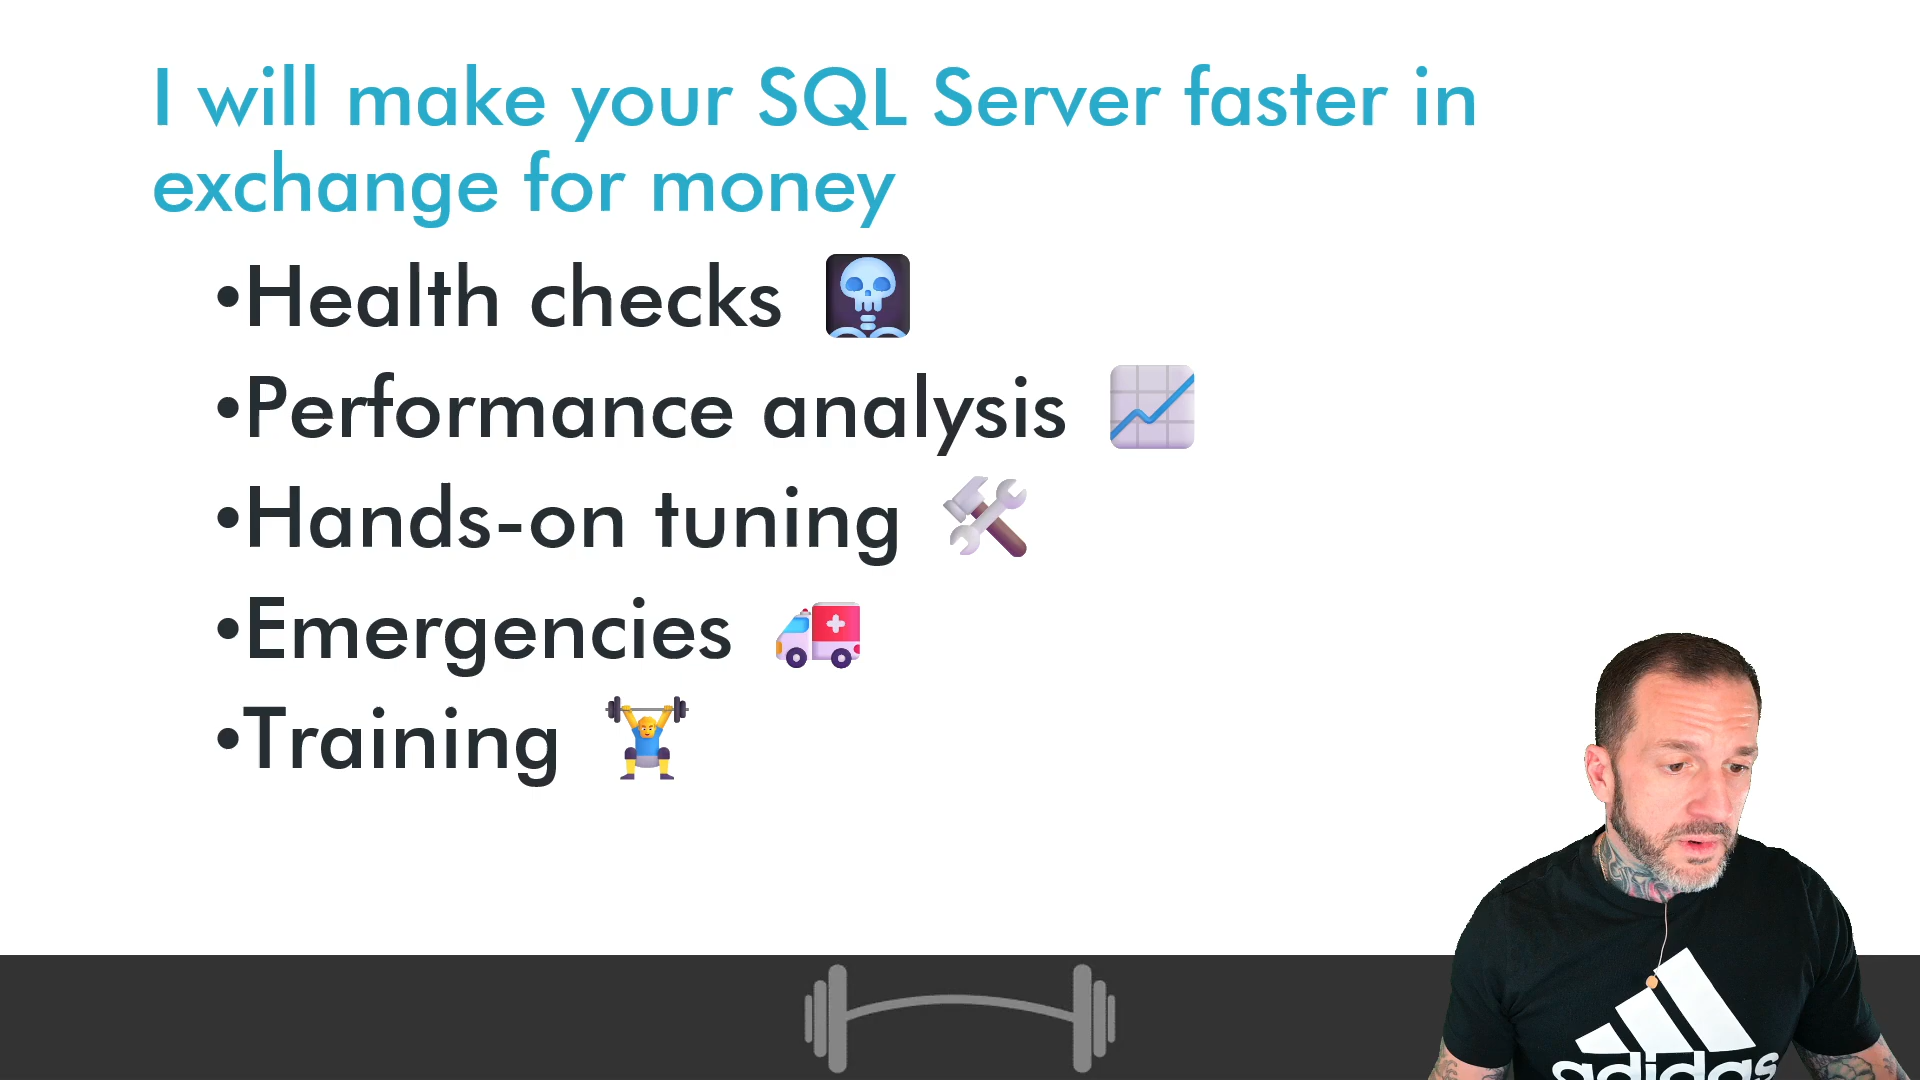 I will make your SQL Server faster in
exchange for money
•Health checks
•Performance analysis
•Hands-on tuning
•Emergencies
•Training
adidas